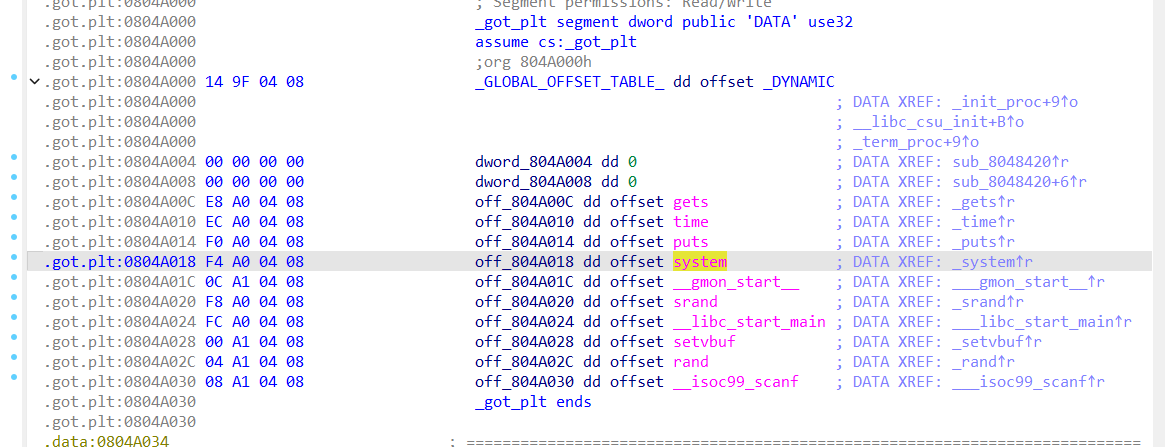 .got.plt:0804A000 ; Segment permissions: Read/Write
.got.plt:0804A000 _got_plt segment dword public 'DATA' use32
.got.plt:0804A000 assume cs:_got_plt
.got.plt:0804A000 ;org 804A000h
.got.plt:0804A000 14 9F 04 08 _GLOBAL_OFFSET_TABLE_ dd offset _DYNAMIC
.got.plt:0804A000 ; DATA XREF: _init_proc+9↑o
.got.plt:0804A000 ; __libc_csu_init+B↑o
.got.plt:0804A000 ; _term_proc+9↑o
.got.plt:0804A004 00 00 00 00 dword_804A004 dd 0 ; DATA XREF: sub_8048420↑r
.got.plt:0804A008 00 00 00 00 dword_804A008 dd 0 ; DATA XREF: sub_8048420+6↑r
.got.plt:0804A00C E8 A0 04 08 off_804A00C dd offset gets ; DATA XREF: _gets↑r
.got.plt:0804A010 EC A0 04 08 off_804A010 dd offset time ; DATA XREF: _time↑r
.got.plt:0804A014 F0 A0 04 08 off_804A014 dd offset puts ; DATA XREF: _puts↑r
.got.plt:0804A018 F4 A0 04 08 off_804A018 dd offset system ; DATA XREF: _system↑r
.got.plt:0804A01C 0C A1 04 08 off_804A01C dd offset __gmon_start__ ; DATA XREF: ___gmon_start__↑r
.got.plt:0804A020 F8 A0 04 08 off_804A020 dd offset srand ; DATA XREF: _srand↑r
.got.plt:0804A024 FC A0 04 08 off_804A024 dd offset __libc_start_main ; DATA XREF: ___libc_start_main↑r
.got.plt:0804A028 00 A1 04 08 off_804A028 dd offset setvbuf ; DATA XREF: _setvbuf↑r
.got.plt:0804A02C 04 A1 04 08 off_804A02C dd offset rand ; DATA XREF: _rand↑r
.got.plt:0804A030 08 A1 04 08 off_804A030 dd offset __isoc99_scanf ; DATA XREF: ___isoc99_scanf↑r
.got.plt:0804A030 _got_plt ends
.got.plt:0804A030
.data:0804A034 ; ===========================================================================